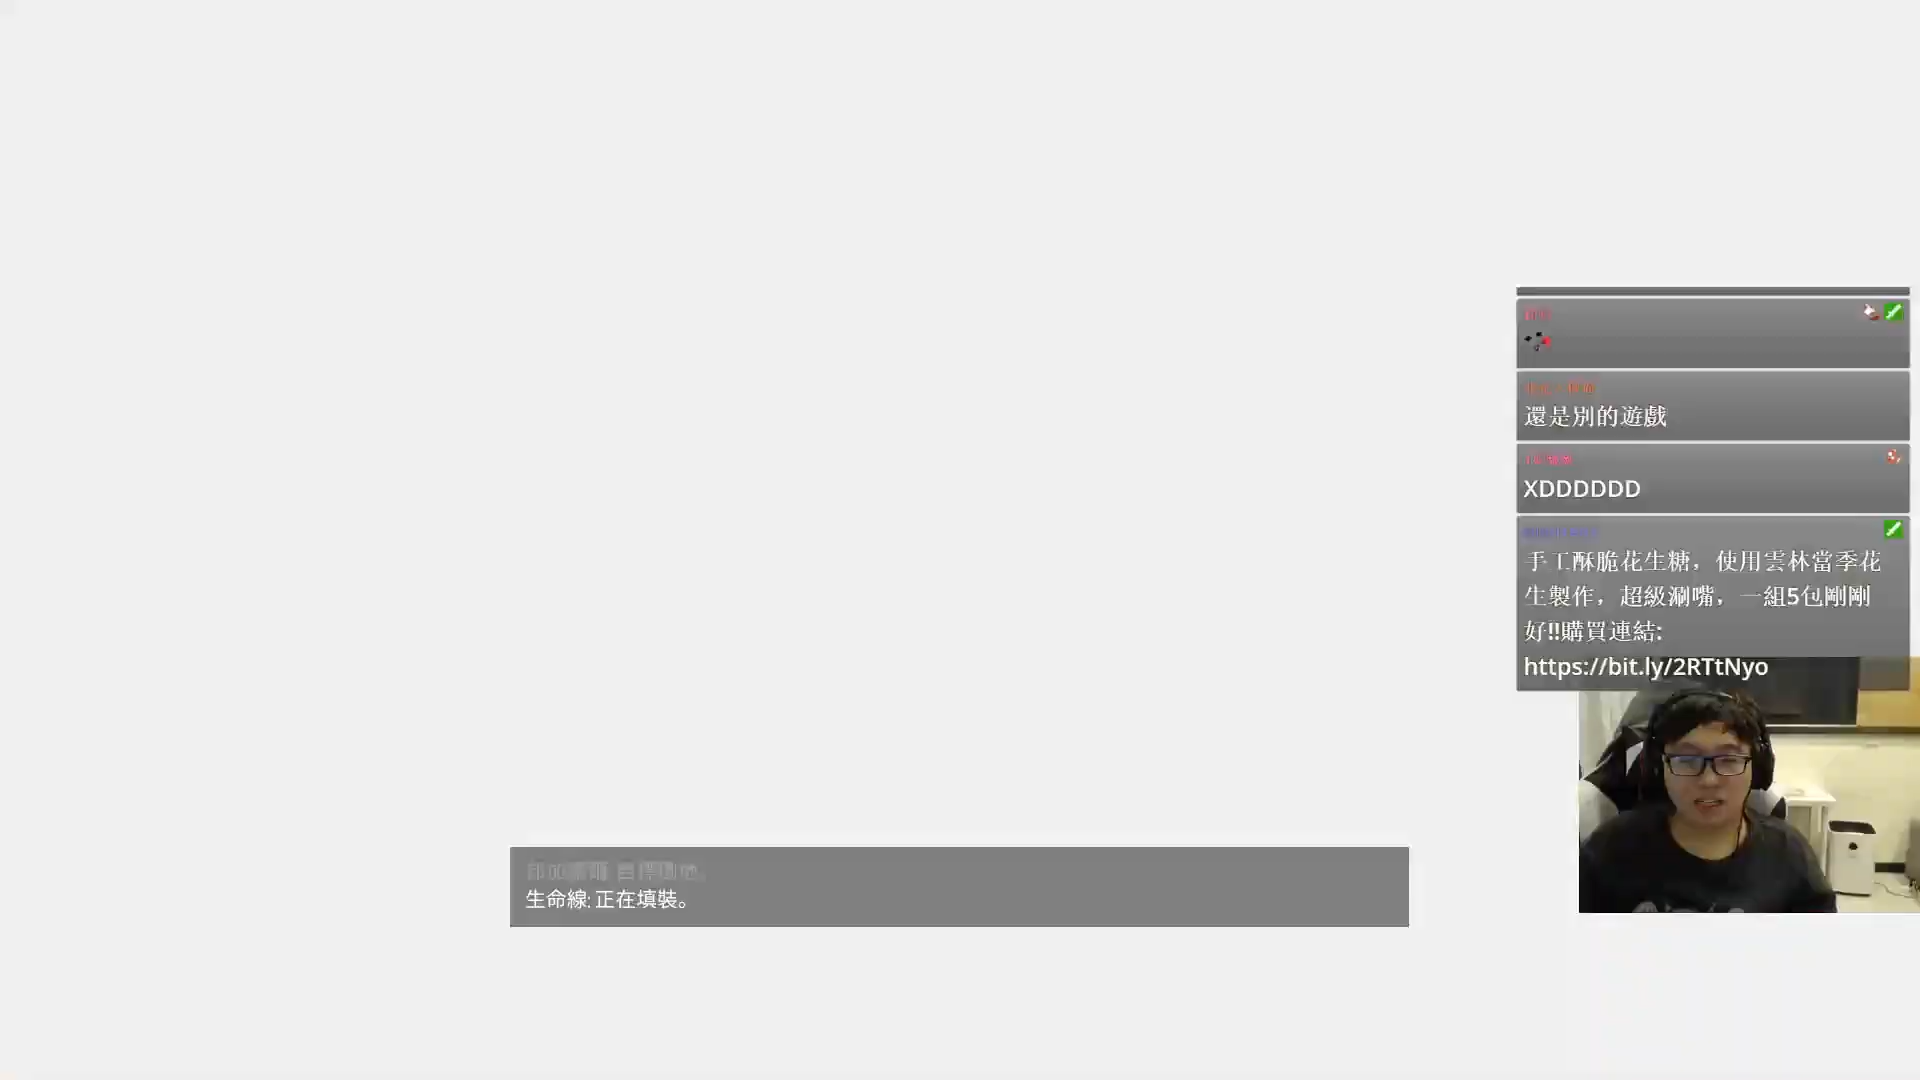 還是別的遊戲
XDDDDDD
手工酥脆花生糖，使用雲林當季花
生製作，超級涮嘴，一組5包剛剛
好!!購買連結:
https://bit.ly/2RTtNyo
生命線: 正在填裝。